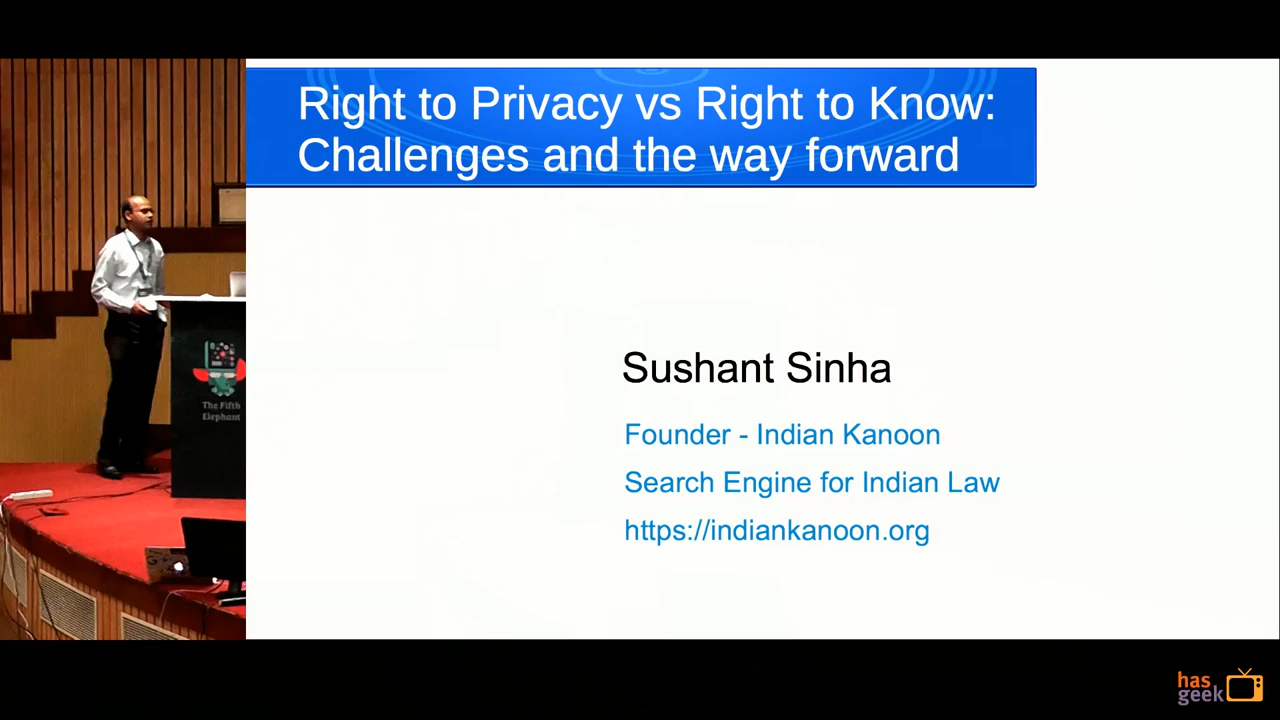 Right to Privacy vs Right to Know:
Challenges and the way forward
Sushant Sinha
Founder - Indian Kanoon
Search Engine for Indian Law
https://indiankanoon.org
The Fifth
Elephant
has
geek